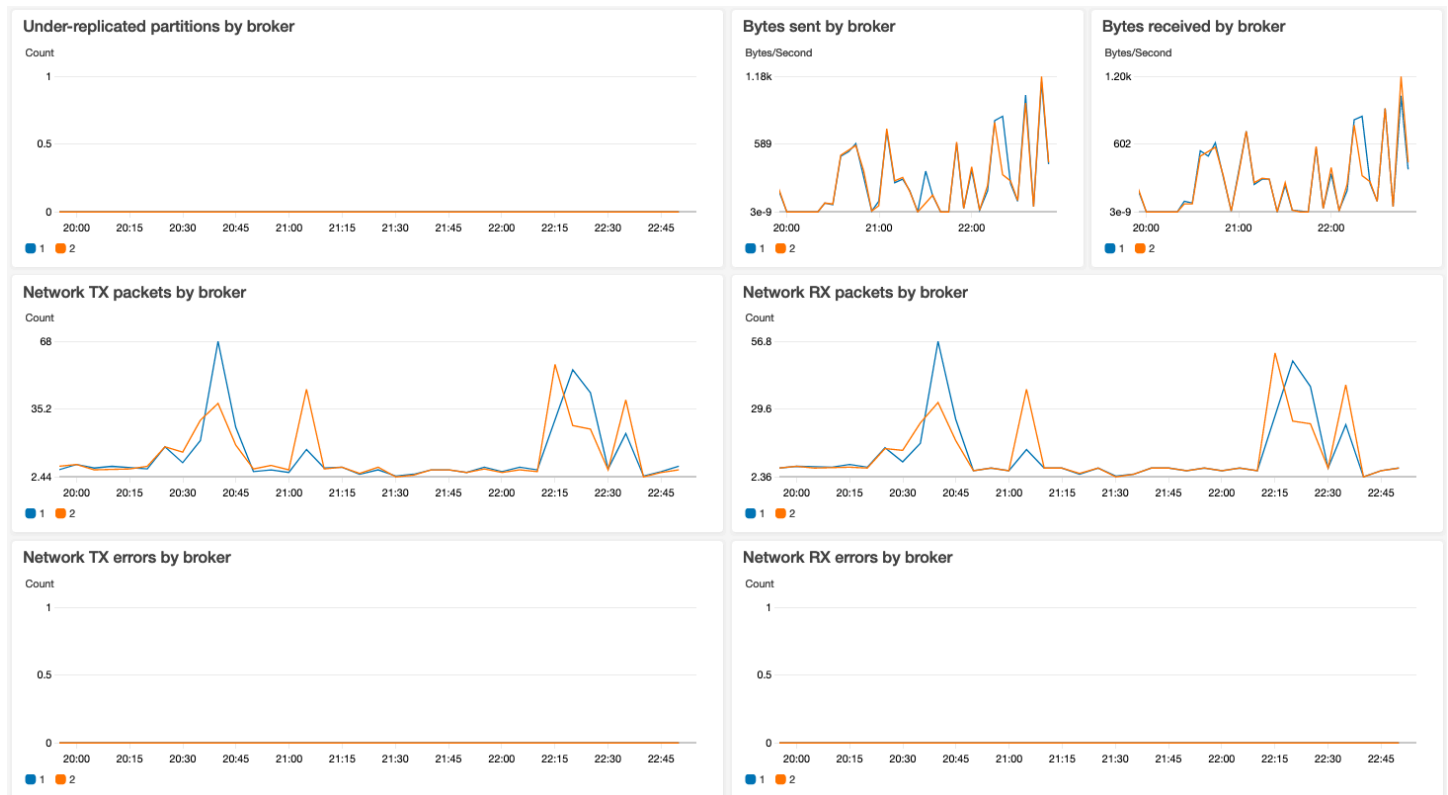 Under-replicated partitions by broker
Count
1
0.5
0
20:00 20:15 20:30 20:45 21:00 21:15 21:30 21:45 22:00 22:15 22:30 22:45
1 2
Bytes sent by broker
Bytes/Second
1.18k
589
3e-9
20:00 21:00 22:00
1 2
Bytes received by broker
Bytes/Second
1.20k
602
3e-9
20:00 21:00 22:00
1 2
Network TX packets by broker
Count
68
35.2
2.44
20:00 20:15 20:30 20:45 21:00 21:15 21:30 21:45 22:00 22:15 22:30 22:45
1 2
Network RX packets by broker
Count
56.8
29.6
2.36
20:00 20:15 20:30 20:45 21:00 21:15 21:30 21:45 22:00 22:15 22:30 22:45
1 2
Network TX errors by broker
Count
1
0.5
0
20:00 20:15 20:30 20:45 21:00 21:15 21:30 21:45 22:00 22:15 22:30 22:45
1 2
Network RX errors by broker
Count
1
0.5
0
20:00 20:15 20:30 20:45 21:00 21:15 21:30 21:45 22:00 22:15 22:30 22:45
1 2